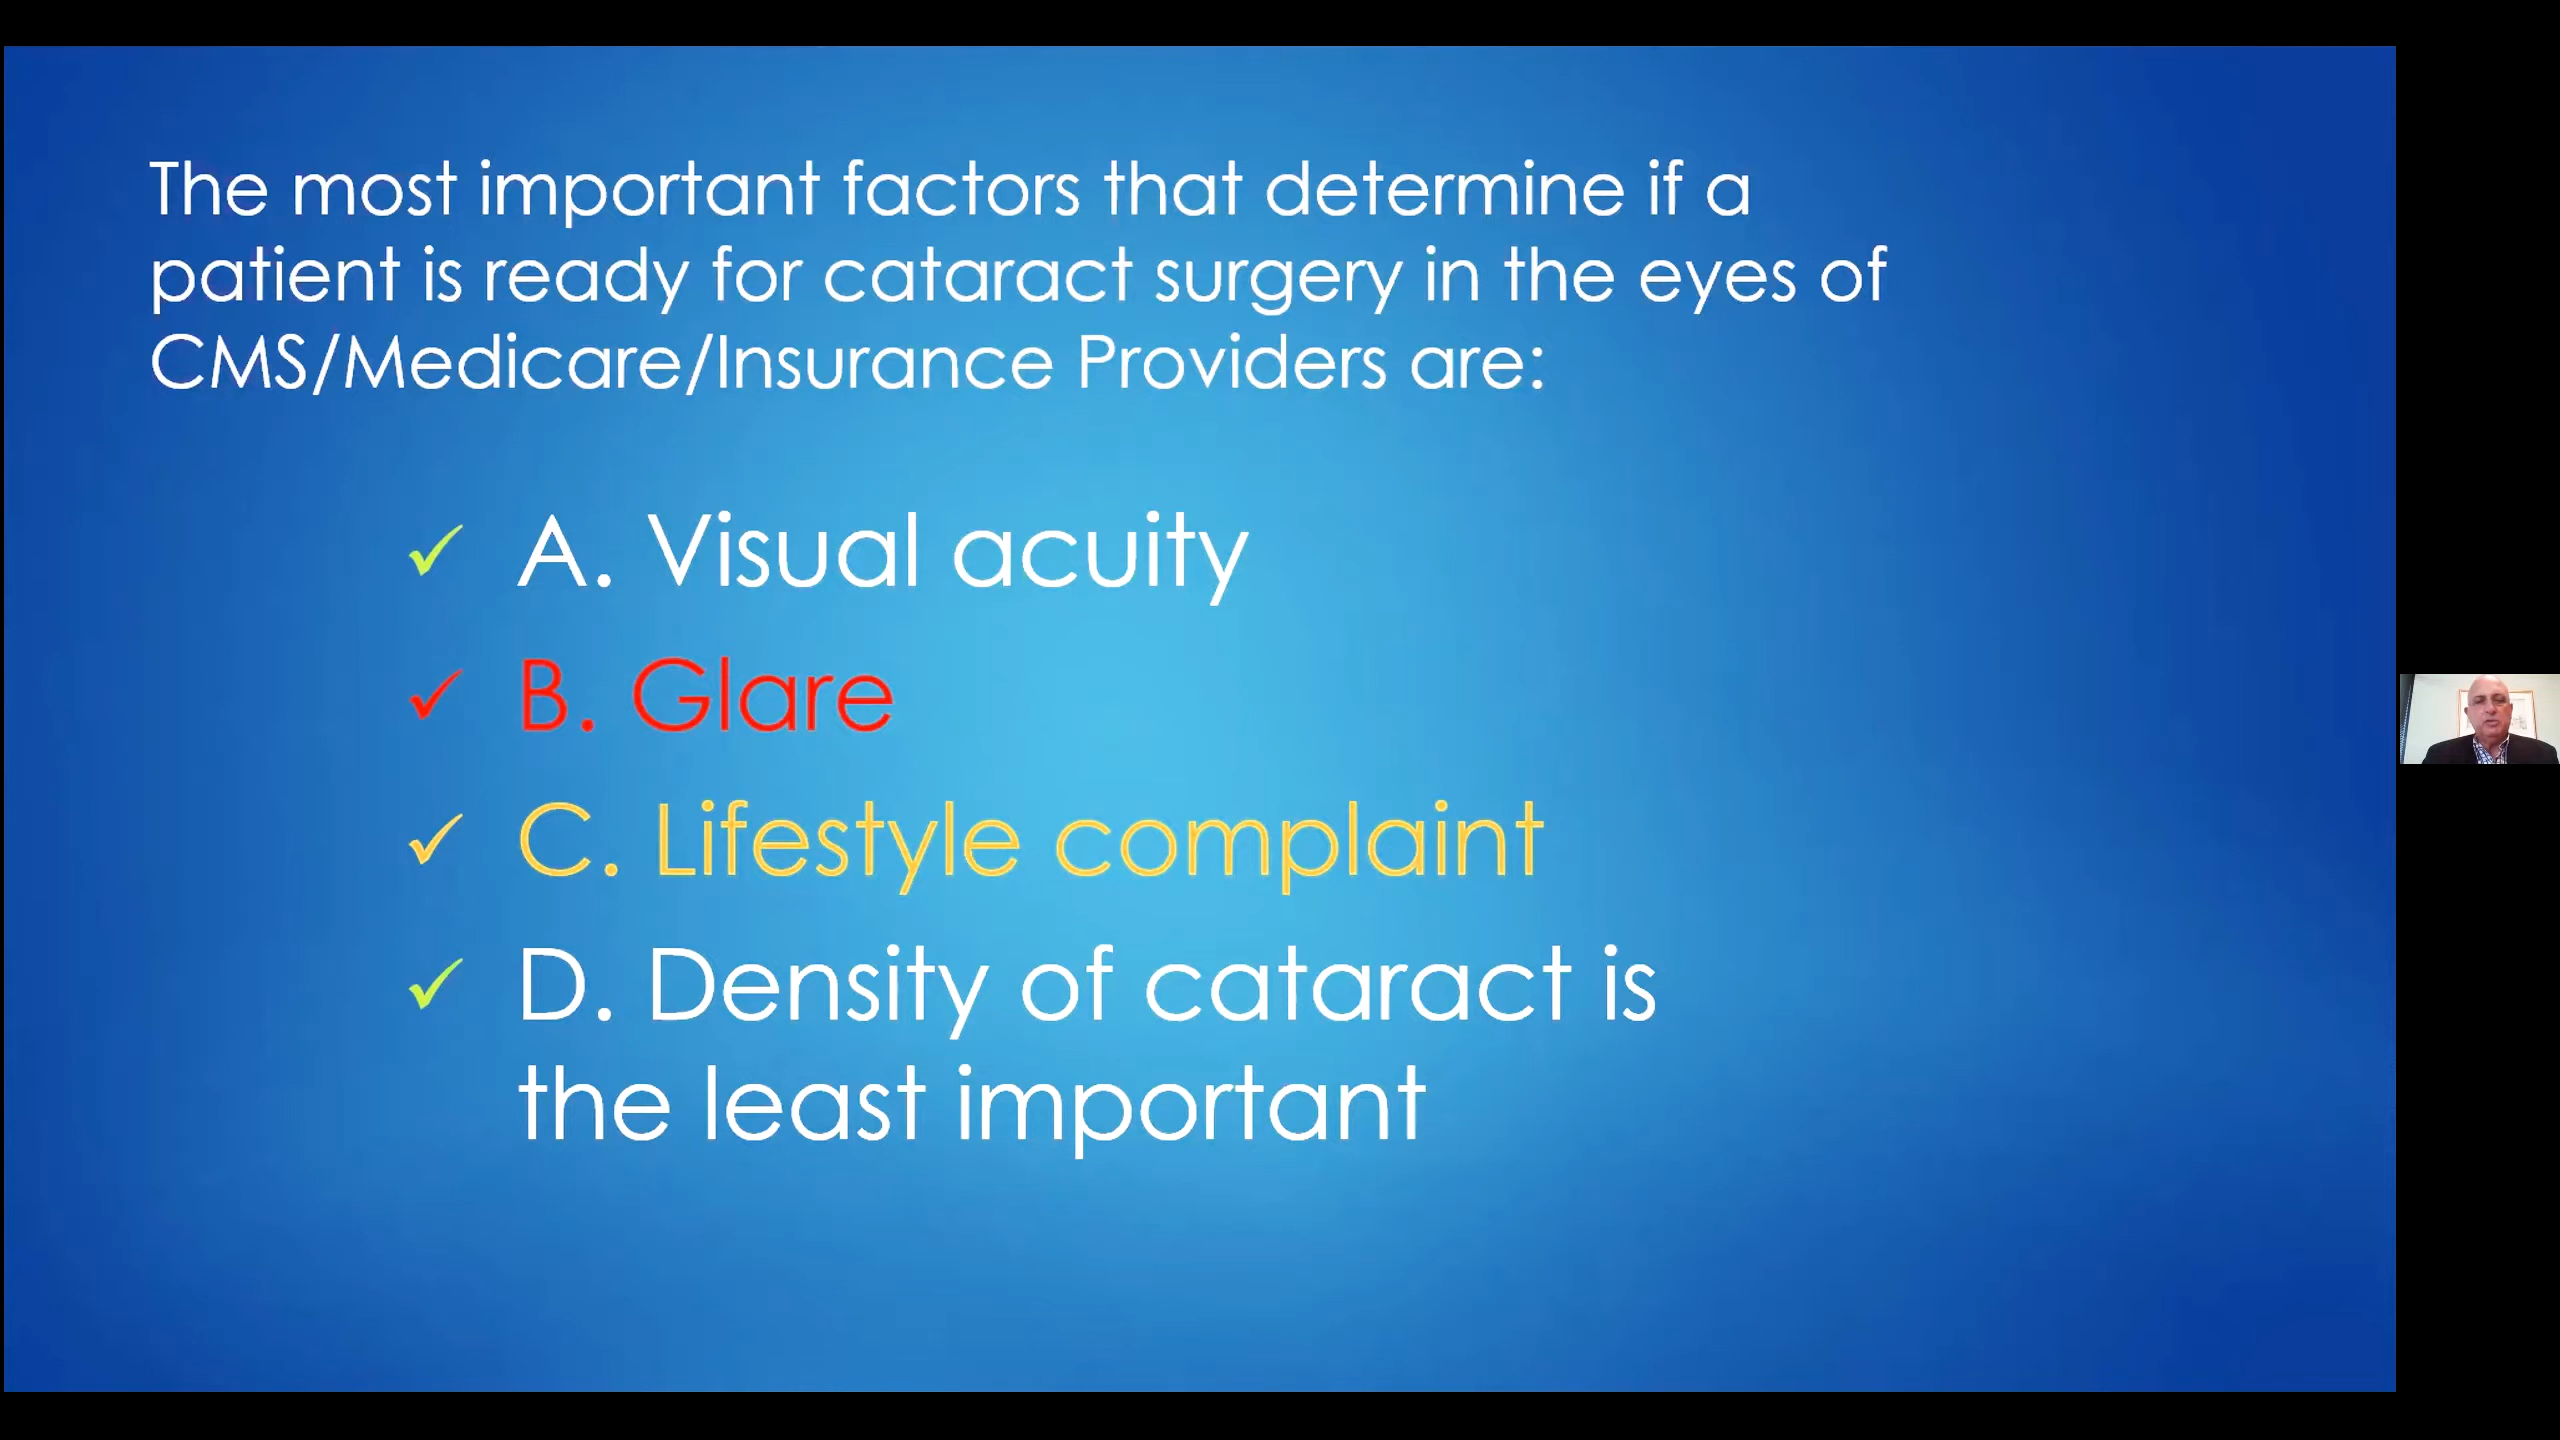 The most important factors that determine if a
patient is ready for cataract surgery in the eyes of
CMS/Medicare/Insurance Providers are:
✓ A. Visual acuity
✓ B. Glare
✓ C. Lifestyle complaint
✓ D. Density of cataract is
the least important